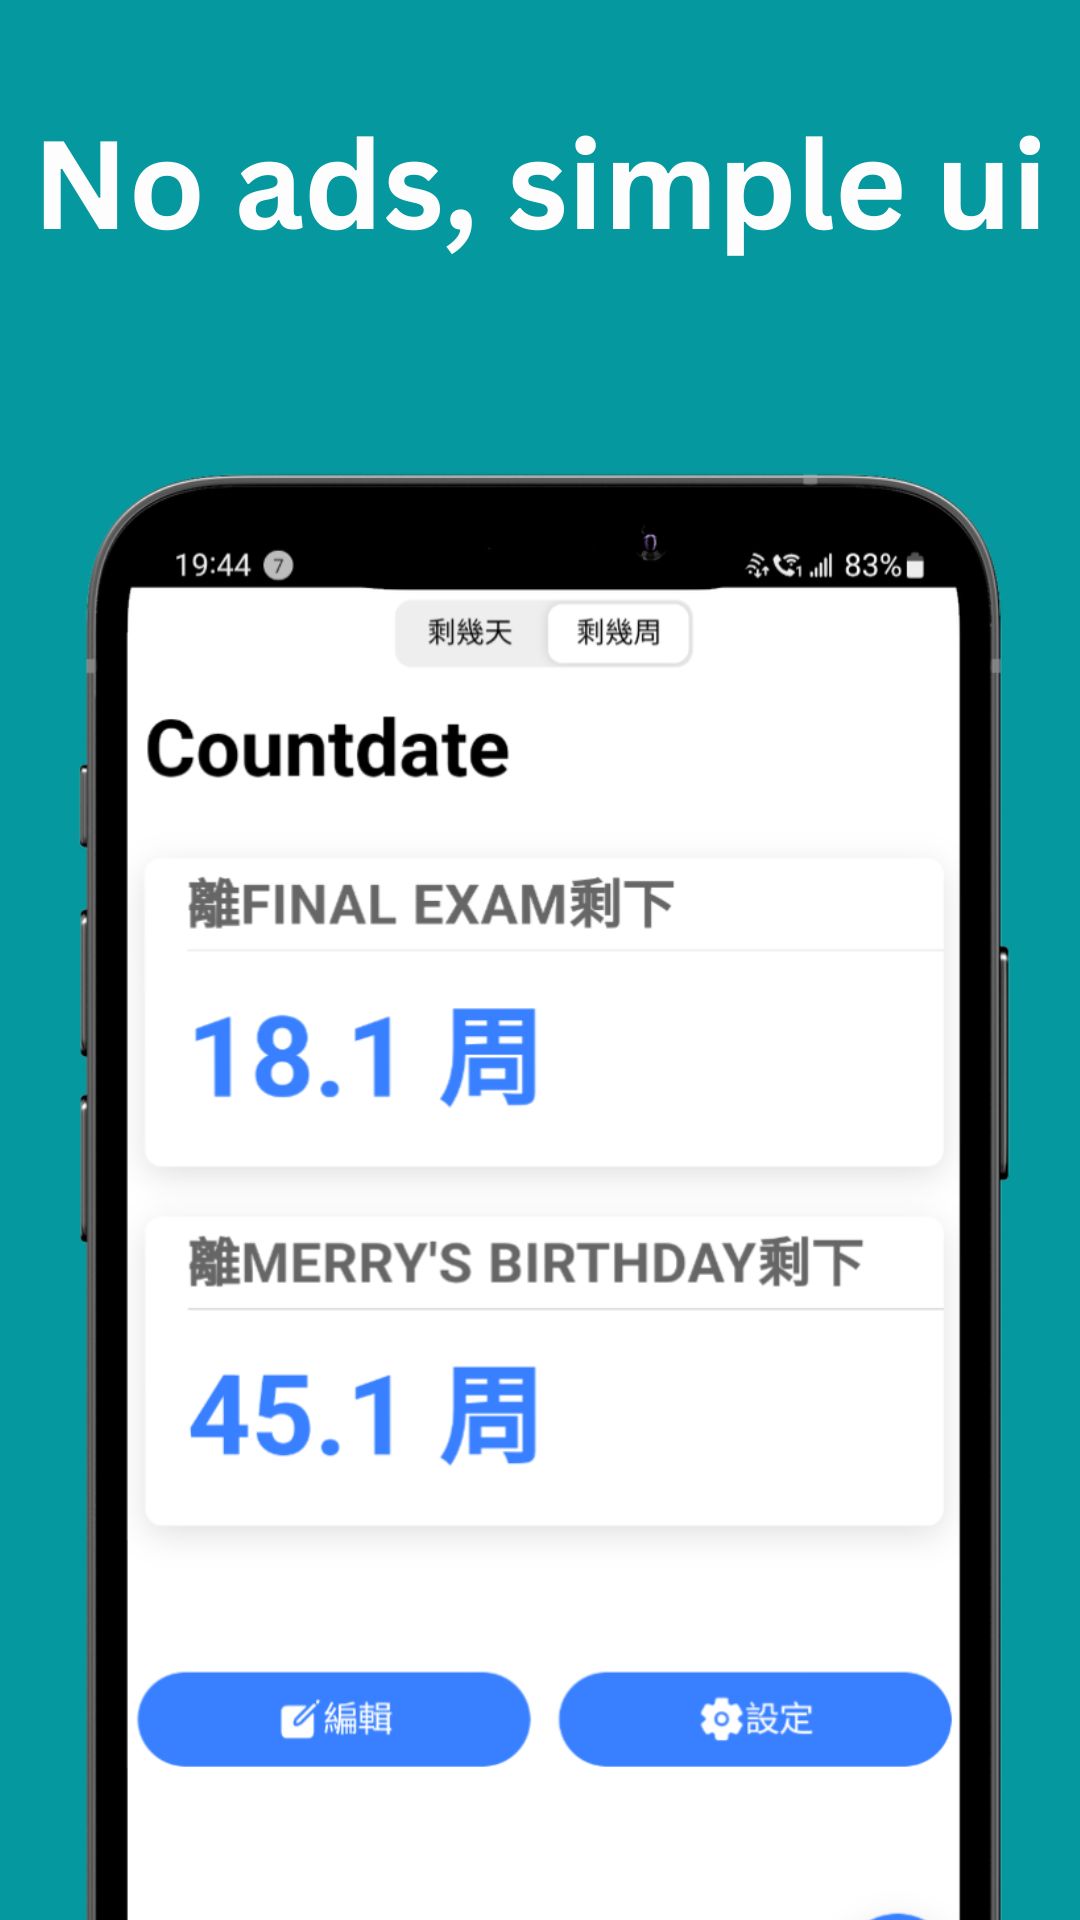 No ads, simple ui
19:44 7 83%
剩幾天 剩幾周
Countdate
離FINAL EXAM剩下
18.1 周
離MERRY'S BIRTHDAY剩下
45.1 周
編輯 設定